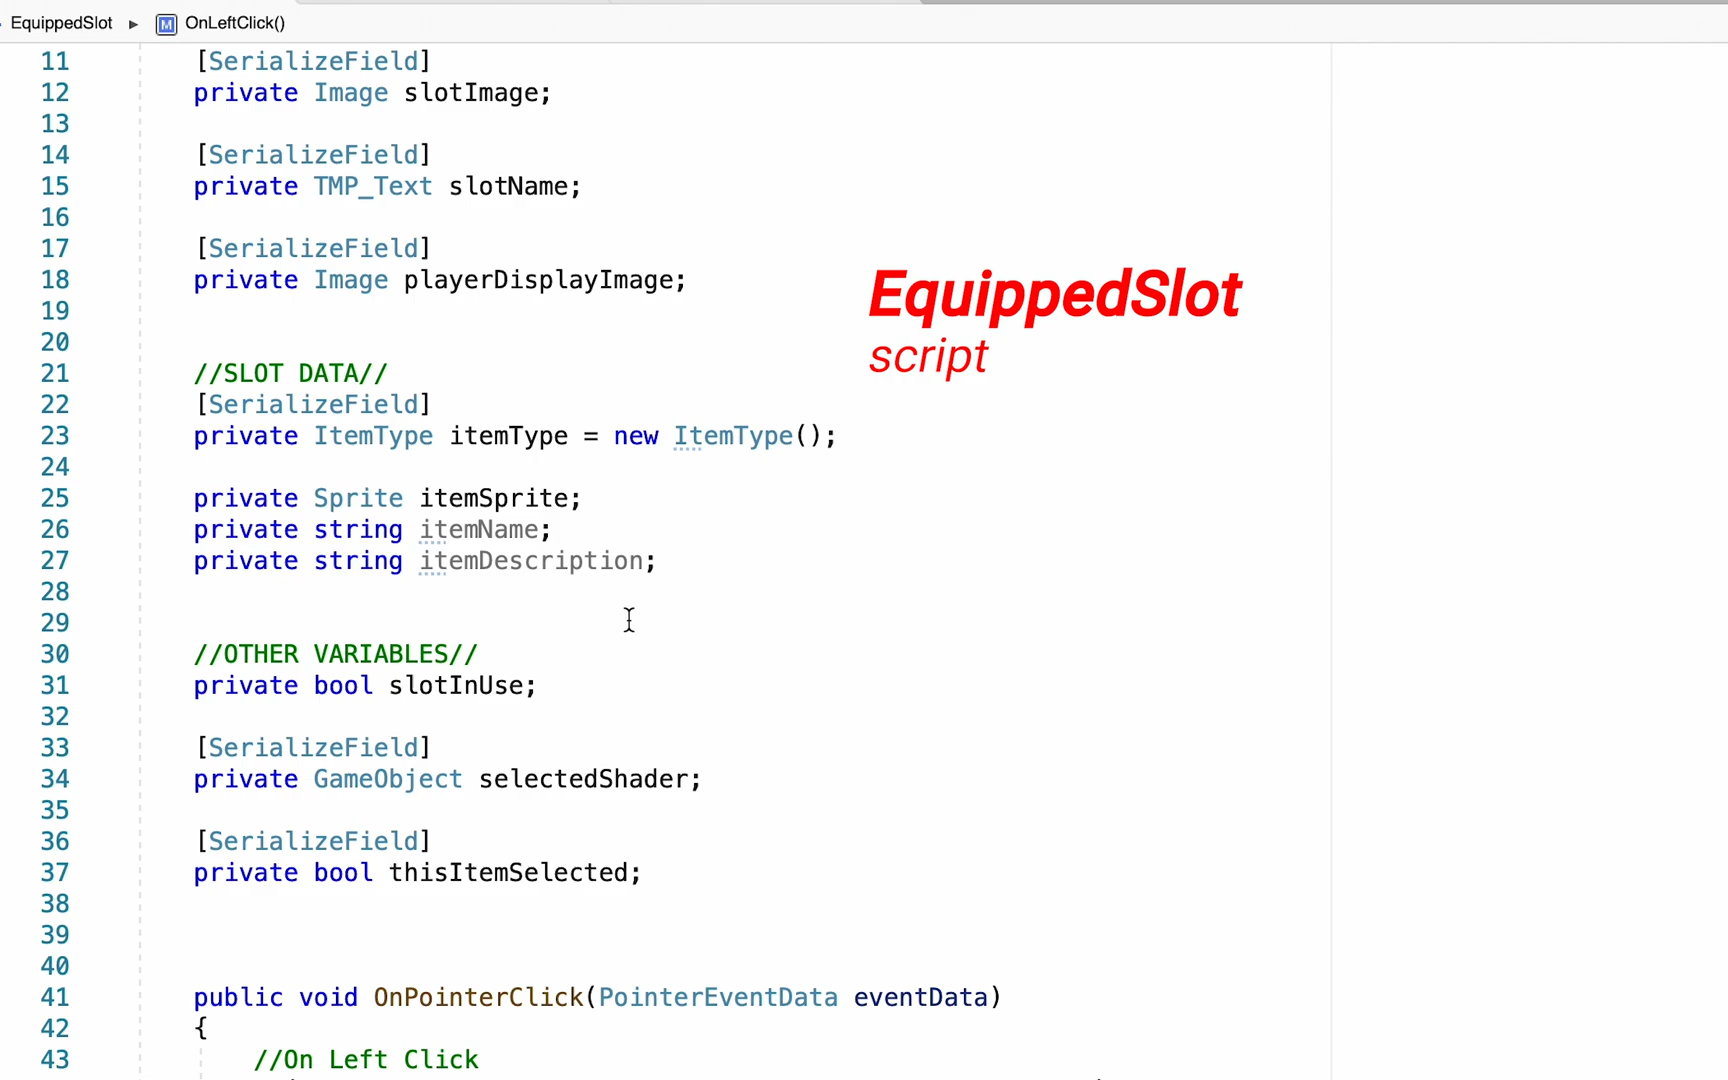 EquippedSlot ▸ M OnLeftClick()
11 [SerializeField]
12 private Image slotImage;
13
14 [SerializeField]
15 private TMP_Text slotName;
16
17 [SerializeField]
18 private Image playerDisplayImage;
19
EquippedSlot
script
20
21 //SLOT DATA//
22 [SerializeField]
23 private ItemType itemType = new ItemType();
24
25 private Sprite itemSprite;
26 private string itemName;
27 private string itemDescription;
28
29
30 //OTHER VARIABLES//
31 private bool slotInUse;
32
33 [SerializeField]
34 private GameObject selectedShader;
35
36 [SerializeField]
37 private bool thisItemSelected;
38
39
40
41 public void OnPointerClick(PointerEventData eventData)
42 {
43 //On Left Click